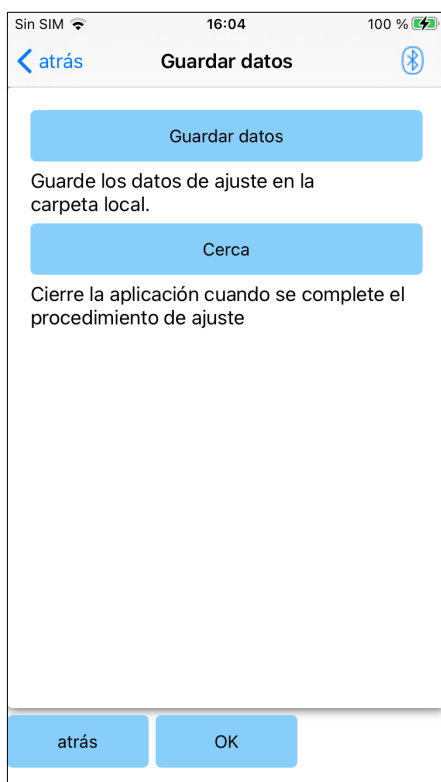 Sin SIM 16:04 100 %
atrás Guardar datos
Guardar datos
Guarde los datos de ajuste en la
carpeta local.
Cerca
Cierre la aplicación cuando se complete el
procedimiento de ajuste
atrás OK